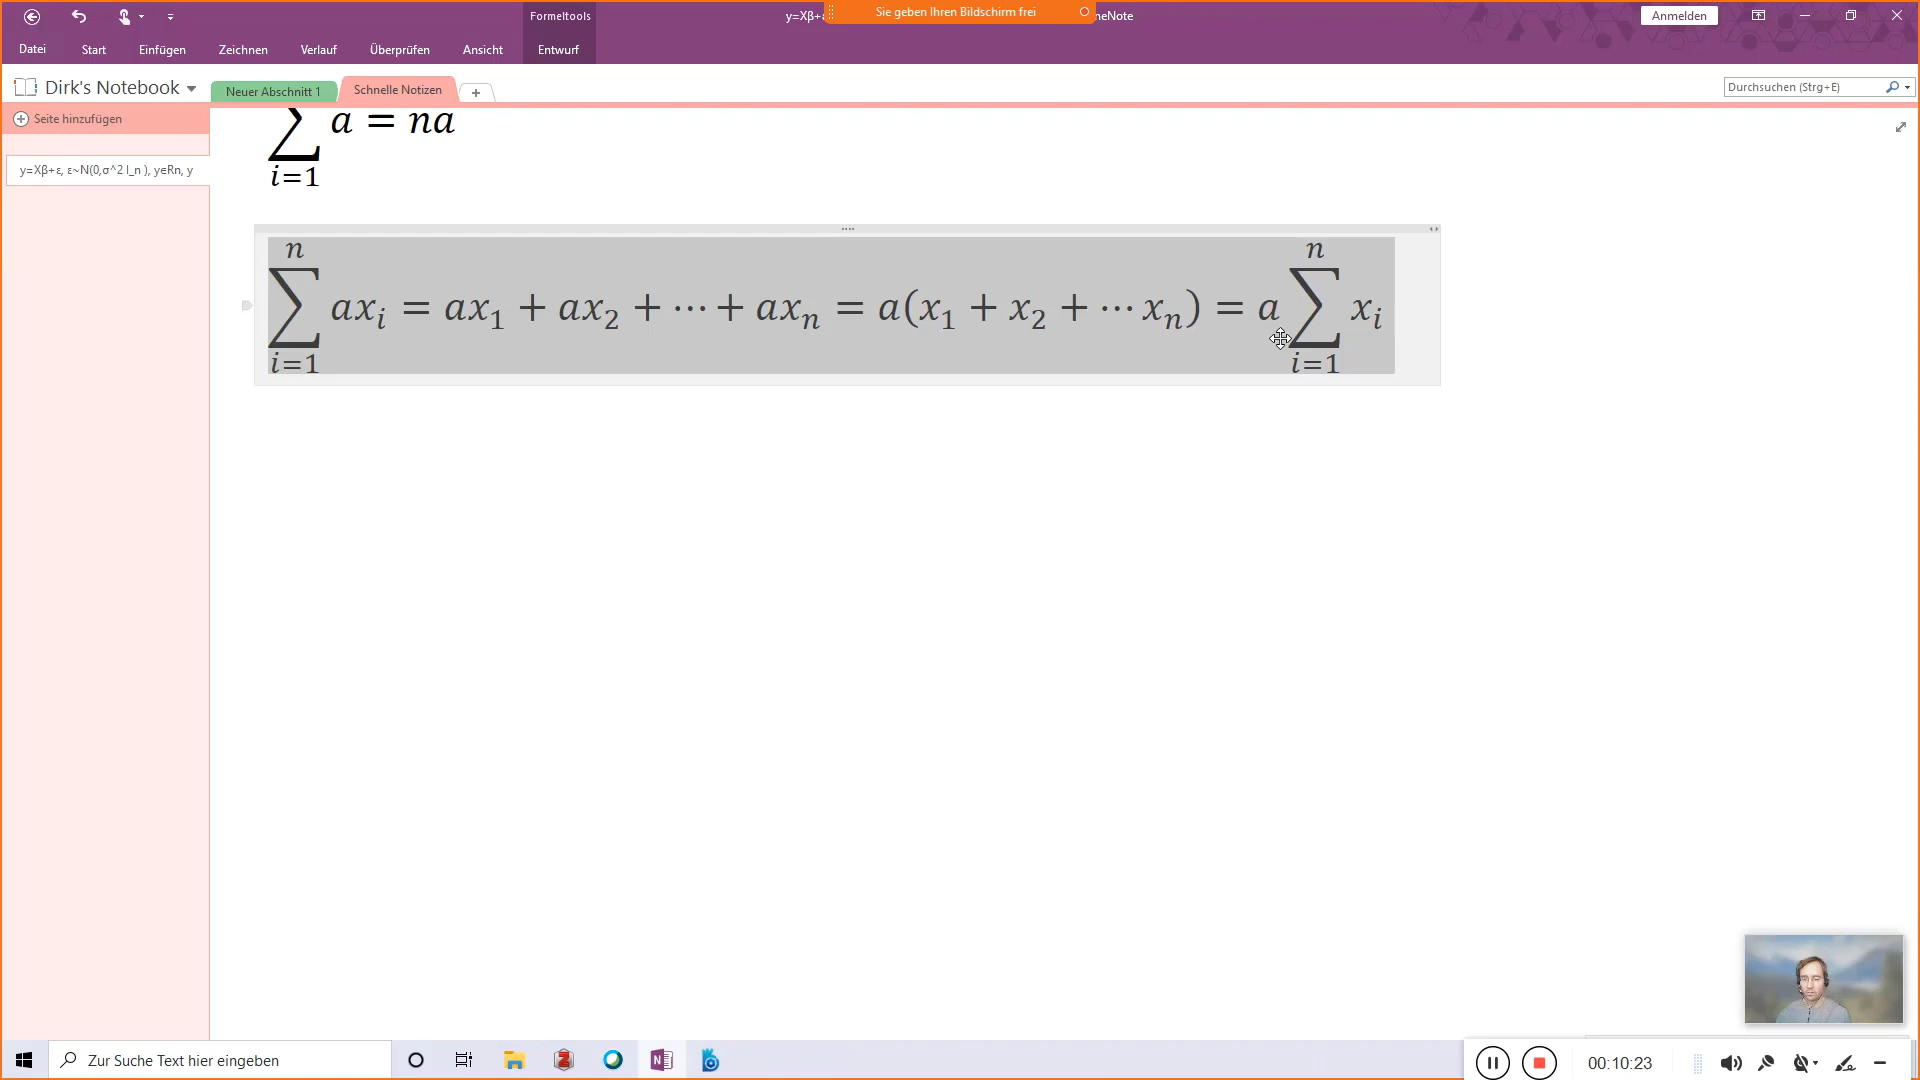 Formeltools
y=Xβ+ε
Sie geben Ihren Bildschirm frei
neNote
Anmelden
Datei Start Einfügen Zeichnen Verlauf Überprüfen Ansicht Entwurf
Dirk's Notebook Neuer Abschnitt 1 Schnelle Notizen + Durchsuchen (Strg+E)
Seite hinzufügen
y=Xβ+ε, ε~N(0,σ^2 I_n ), y∈Rn, y
∑_{i=1} a = na
∑_{i=1}^{n} ax_i = ax_1 + ax_2 + ⋯ + ax_n = a(x_1 + x_2 + ⋯ x_n) = a ∑_{i=1}^{n} x_i
Zur Suche Text hier eingeben
00:10:23